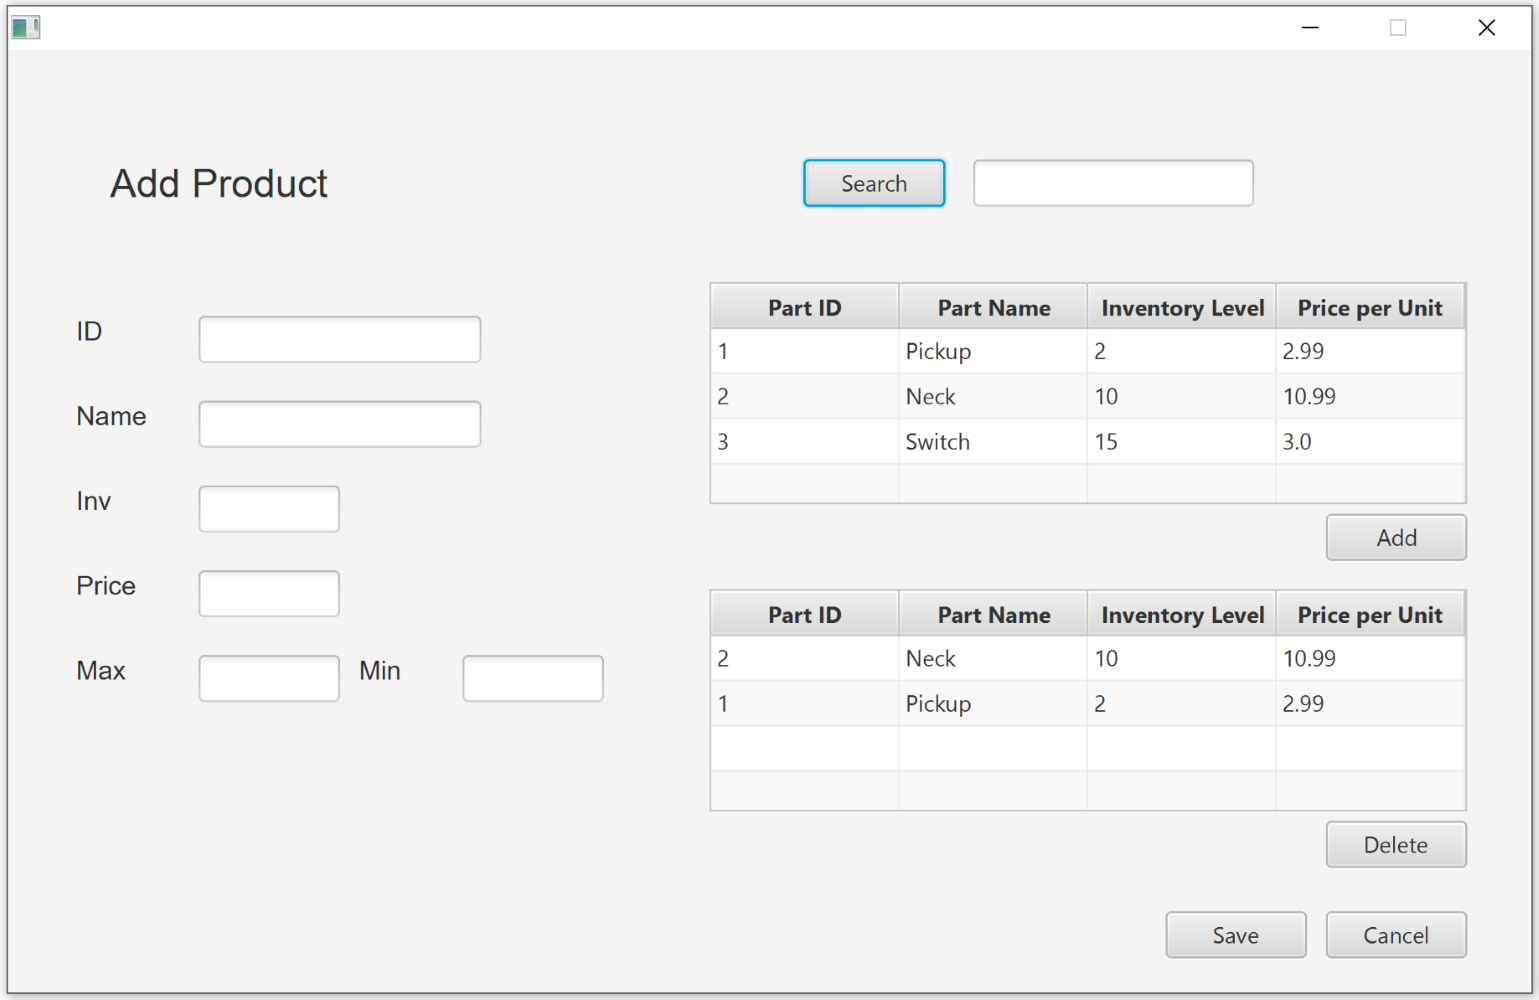 Add Product
Search
ID
Name
Inv
Price
Max Min
Part ID Part Name Inventory Level Price per Unit
1 Pickup 2 2.99
2 Neck 10 10.99
3 Switch 15 3.0
Add
Part ID Part Name Inventory Level Price per Unit
2 Neck 10 10.99
1 Pickup 2 2.99
Delete
Save Cancel